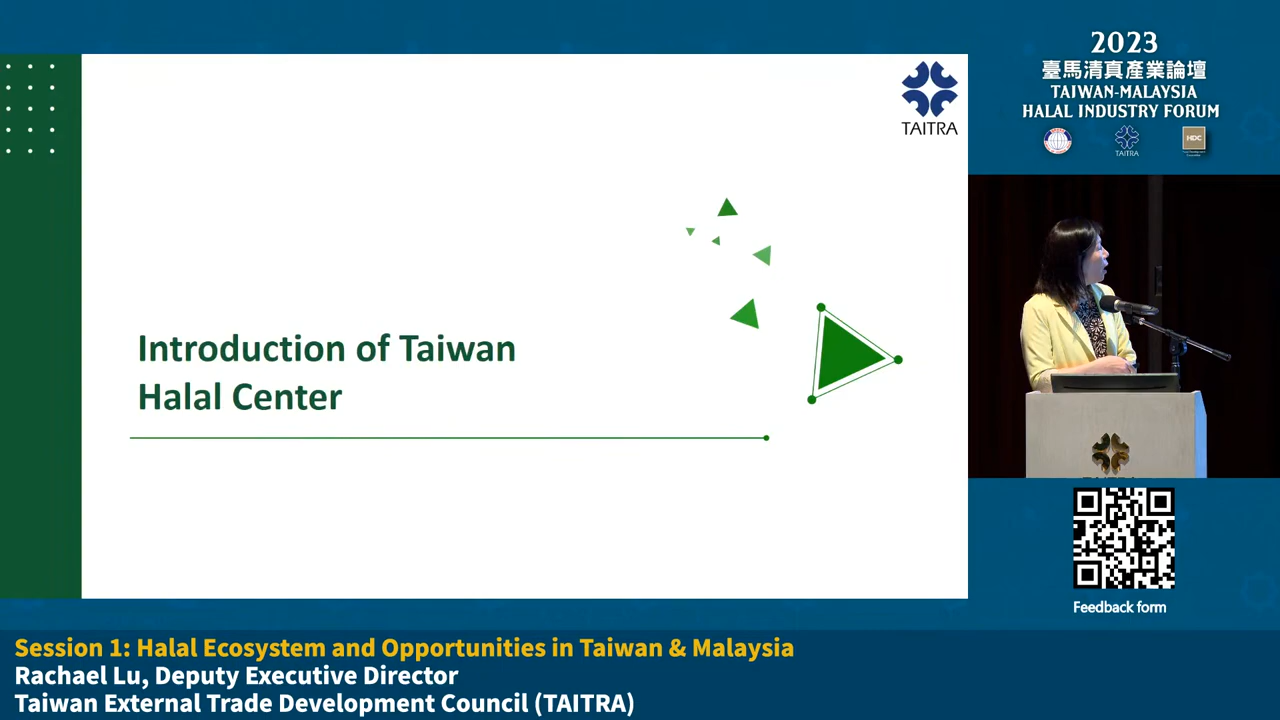 TAITRA
Introduction of Taiwan
Halal Center
2023
臺馬清真產業論壇
TAIWAN-MALAYSIA
HALAL INDUSTRY FORUM
TAITRA
HDC
Feedback form
Session 1: Halal Ecosystem and Opportunities in Taiwan & Malaysia
Rachael Lu, Deputy Executive Director
Taiwan External Trade Development Council (TAITRA)